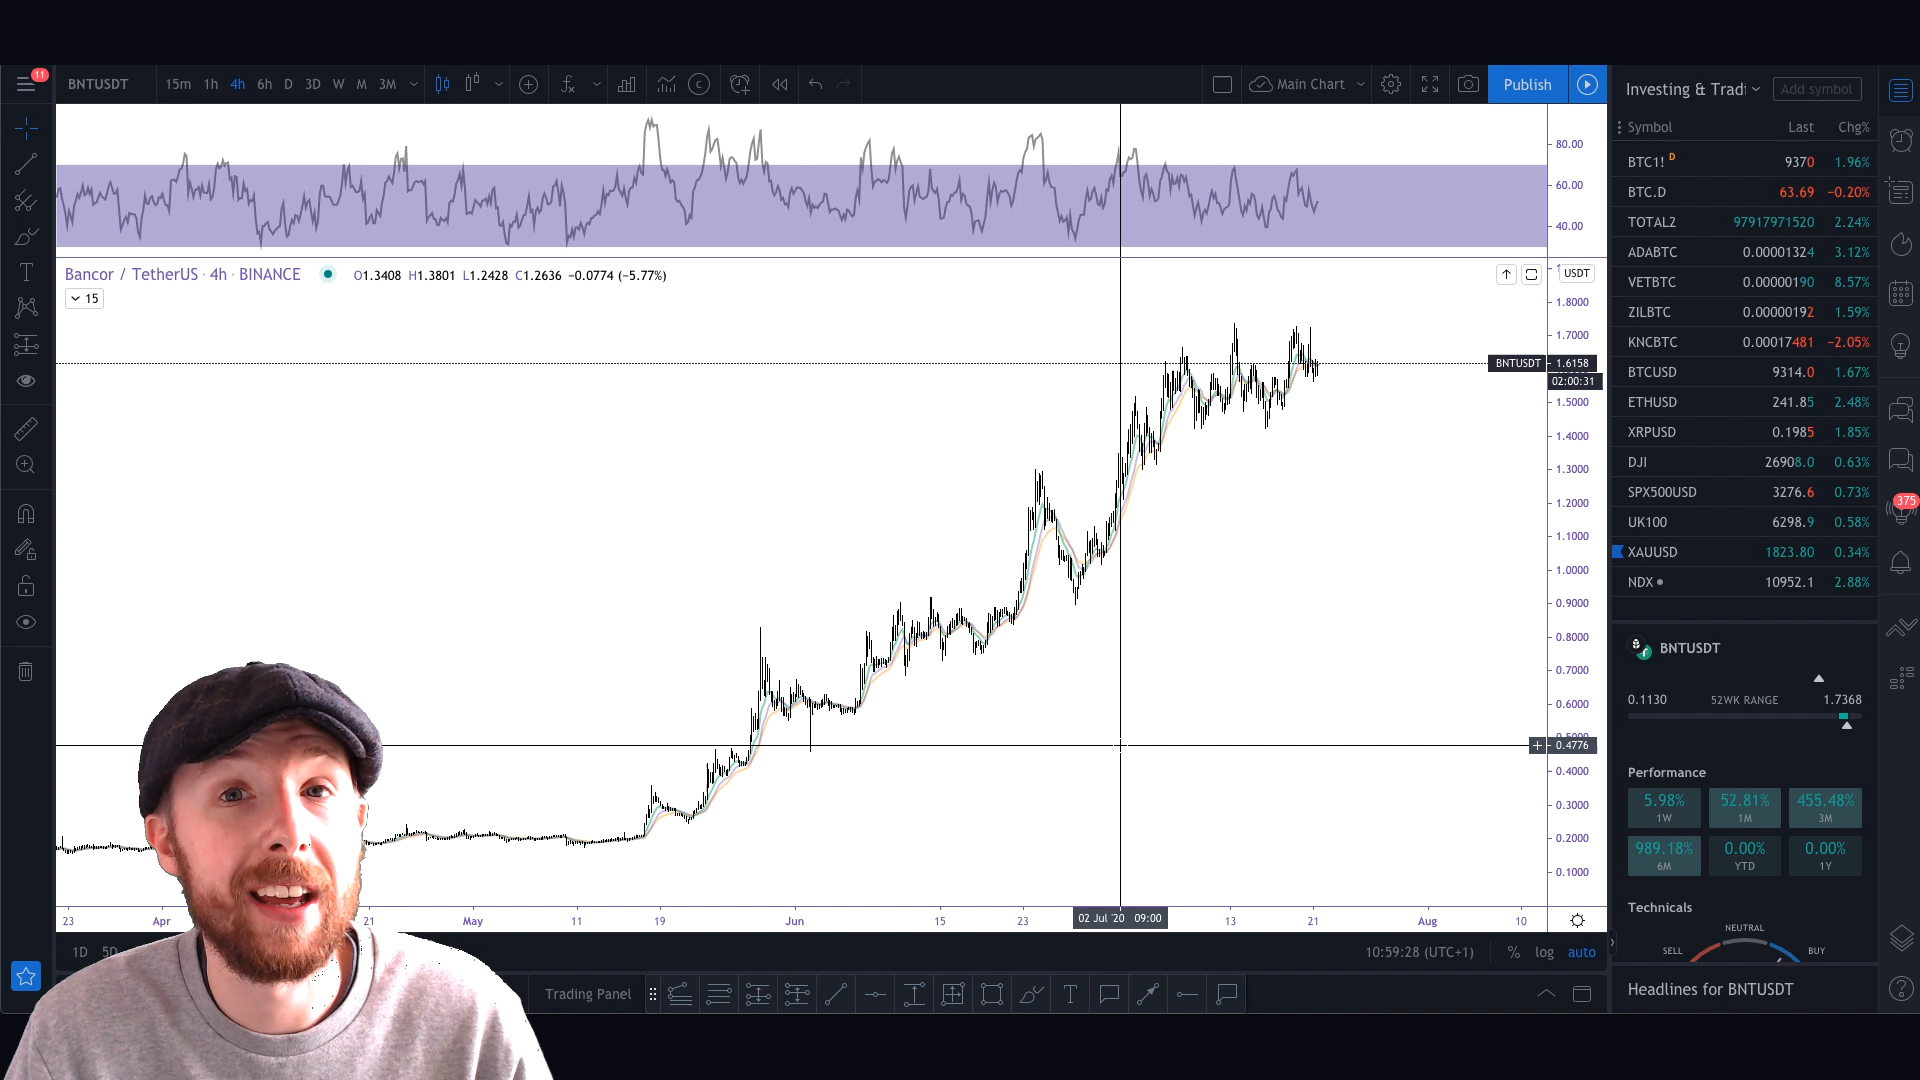 11
BNTUSDT
15m 1h 4h 6h D 3D W M 3M
Main Chart
Publish
80.00
60.00
40.00
Bancor / TetherUS · 4h · BINANCE O1.3408 H1.3801 L1.2428 C1.2636 −0.0774 (−5.77%)
15
USDT
1.8000
1.7000
BNTUSDT 1.6158
02:00:31
1.5000
1.4000
1.3000
1.2000
1.1000
1.0000
0.9000
0.8000
0.7000
0.6000
0.4776
0.4000
0.3000
0.2000
0.1000
23 Apr 21 May 11 19 Jun 15 23 02 Jul '20 09:00 13 21 Aug 10
1D 5D
10:59:28 (UTC+1) % log auto
Trading Panel
Investing & Tradi Add symbol
Symbol Last Chg%
BTC1! D 9370 1.96%
BTC.D 63.69 −0.20%
TOTAL2 97917971520 2.24%
ADABTC 0.00001324 3.12%
VETBTC 0.00000190 8.57%
ZILBTC 0.00000192 1.59%
KNCBTC 0.00017481 −2.05%
BTCUSD 9314.0 1.67%
ETHUSD 241.85 2.48%
XRPUSD 0.1985 1.85%
DJI 26908.0 0.63%
SPX500USD 3276.6 0.73%
UK100 6298.9 0.58%
XAUUSD 1823.80 0.34%
NDX 10952.1 2.88%
375
BNTUSDT
0.1130 52WK RANGE 1.7368
Performance
5.98% 52.81% 455.48%
1W 1M 3M
989.18% 0.00% 0.00%
6M YTD 1Y
Technicals
NEUTRAL
SELL BUY
Headlines for BNTUSDT